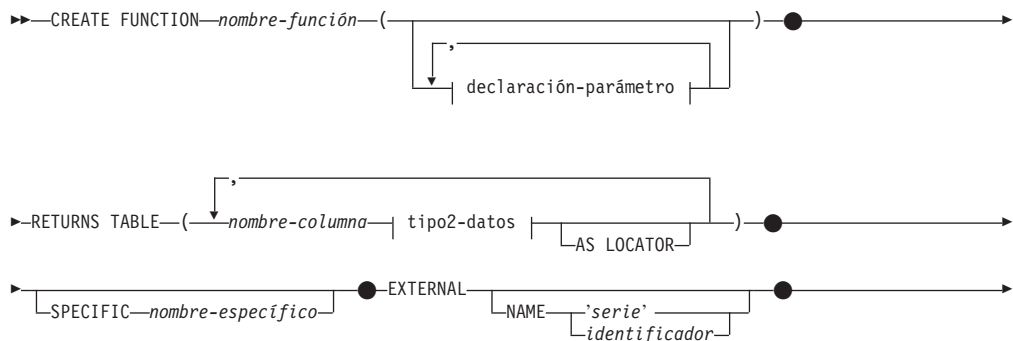 CREATE FUNCTION nombre-función ( )
,
declaración-parámetro
RETURNS TABLE ( nombre-columna tipo2-datos )
,
AS LOCATOR
SPECIFIC nombre-específico EXTERNAL
NAME 'serie'
identificador